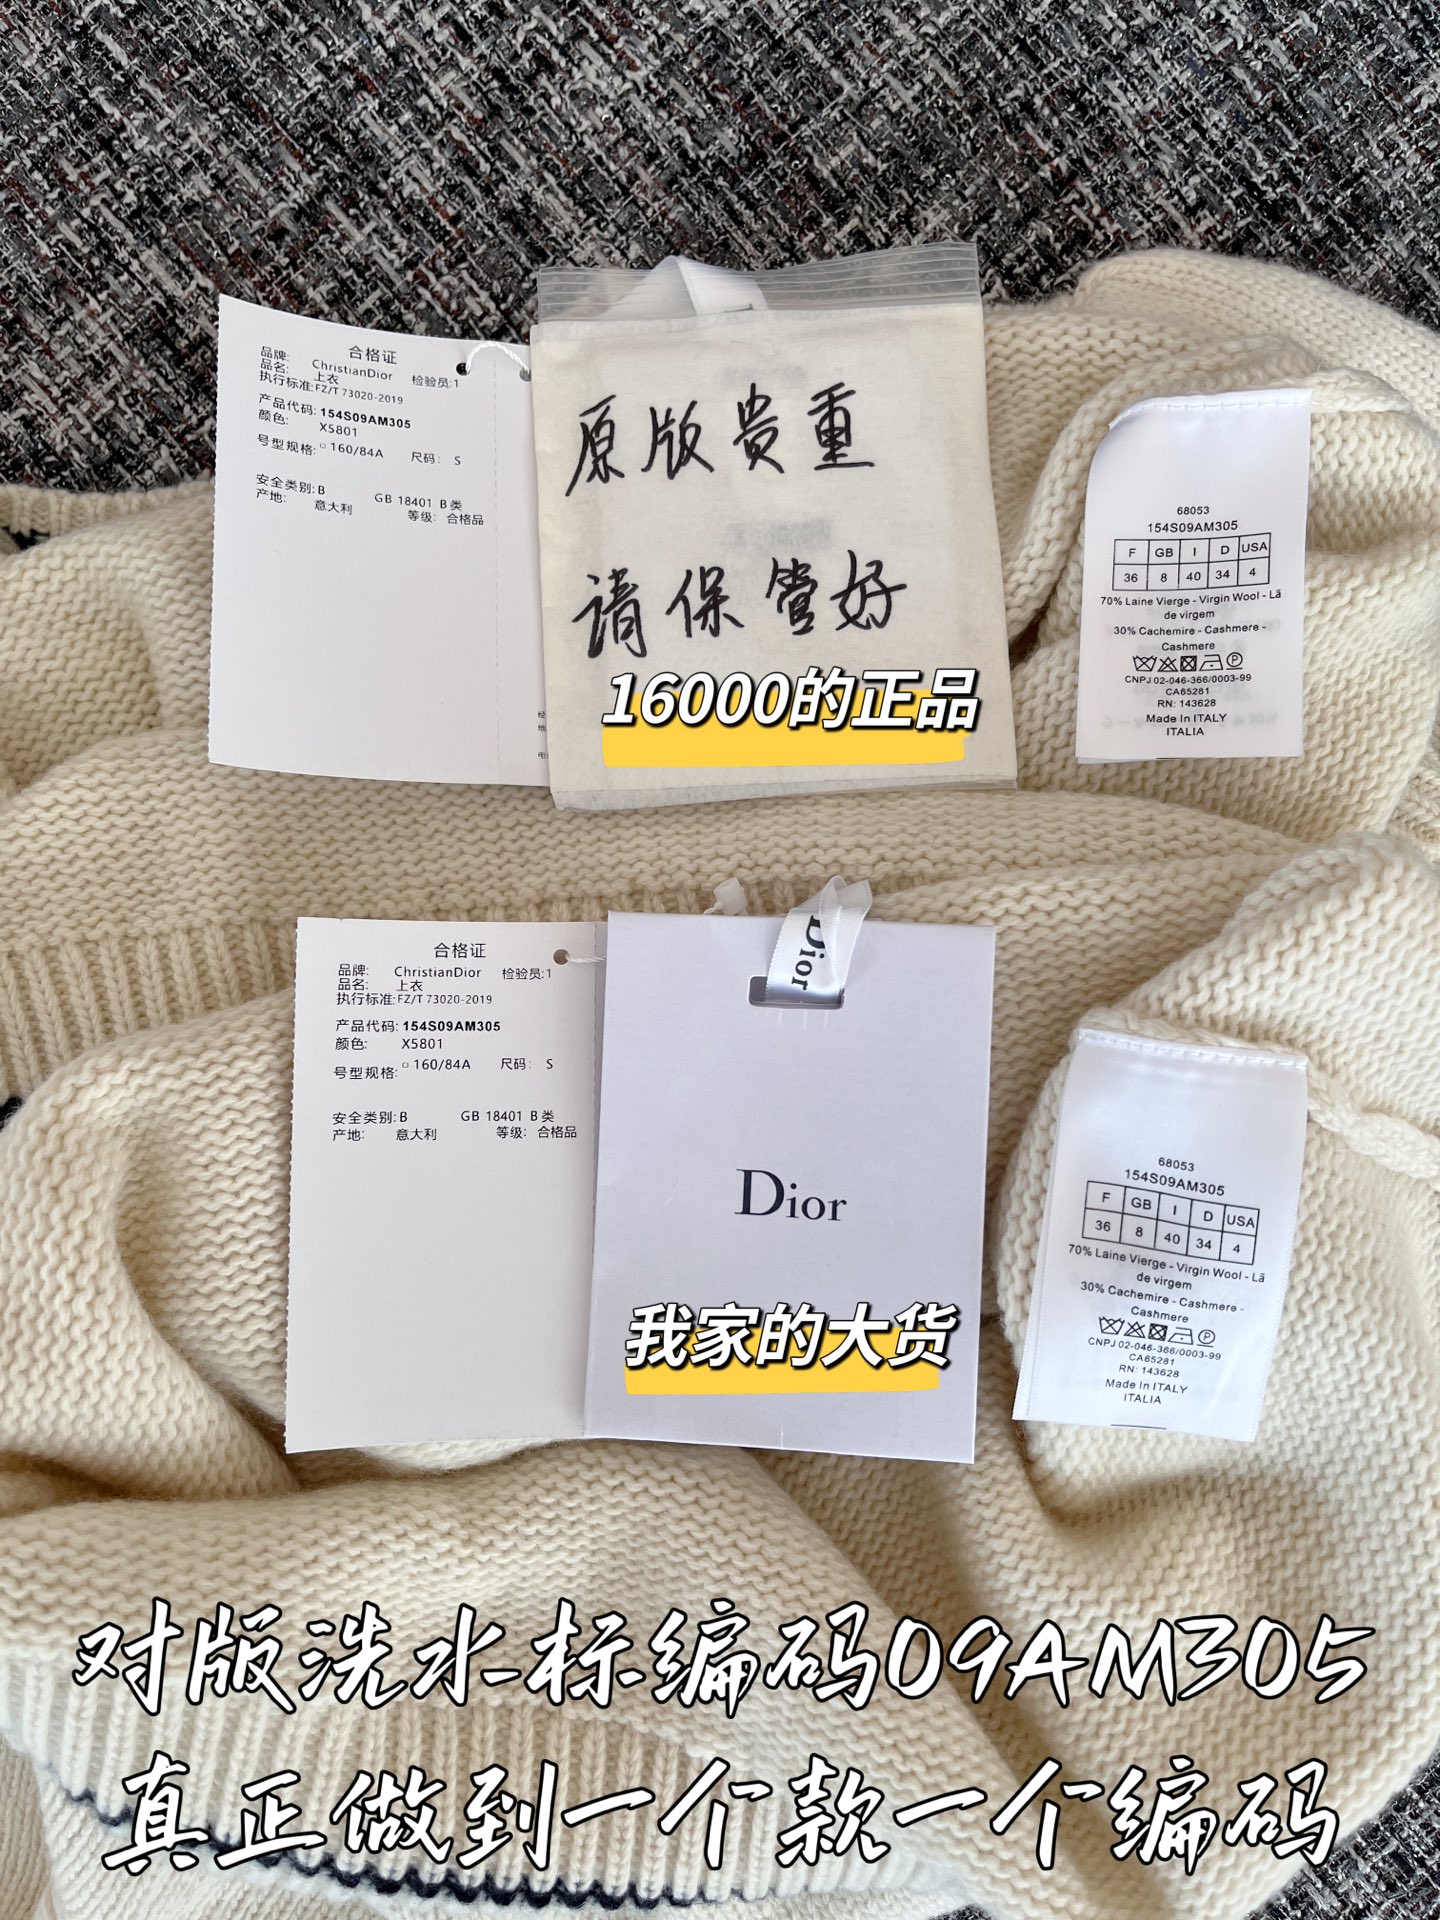 合格证
品牌: ChristianDior 检验员:1
品名: 上衣
执行标准:FZ/T 73020-2019
产品代码: 154S09AM305
颜色: X5801
号型规格: 160/84A 尺码: S
安全类别:B GB 18401 B类
产地: 意大利 等级: 合格品
原版贵重
请保管好
16000的正品
68053
154S09AM305
F GB I D USA
36 8 40 34 4
70% Laine Vierge - Virgin Wool - Lã
de virgem
30% Cachemire - Cashmere -
Cashmere
CNPJ 02-046-366/0003-99
CA65281
RN: 143628
Made In ITALY
ITALIA
合格证
品牌: ChristianDior 检验员:1
品名: 上衣
执行标准:FZ/T 73020-2019
产品代码: 154S09AM305
颜色: X5801
号型规格: 160/84A 尺码: S
安全类别:B GB 18401 B类
产地: 意大利 等级: 合格品
Dior
Dior
我家的大货
68053
154S09AM305
F GB I D USA
36 8 40 34 4
70% Laine Vierge - Virgin Wool - Lã
de virgem
30% Cachemire - Cashmere -
Cashmere
CNPJ 02-046-366/0003-99
CA65281
RN: 143628
Made In ITALY
ITALIA
对版洗水标编码09AM305
真正做到一个款一个编码